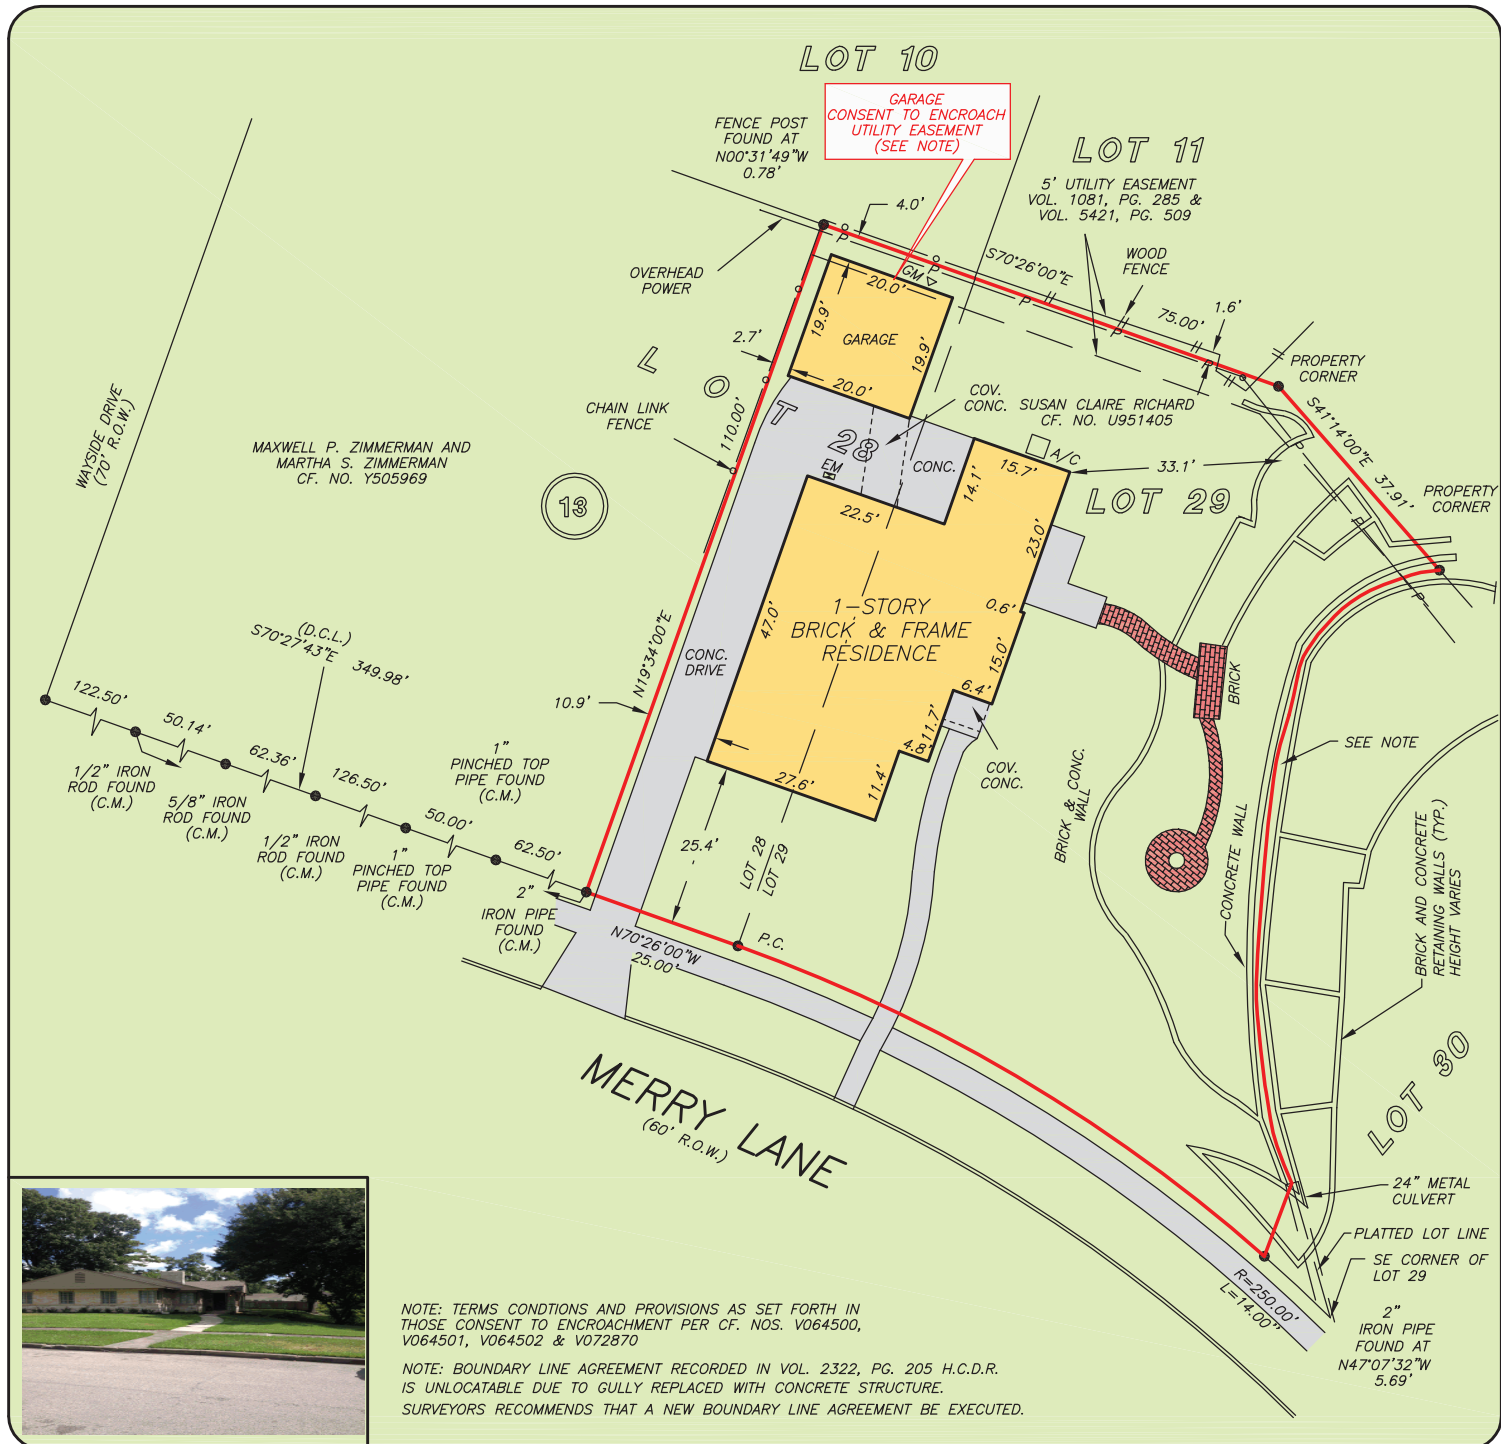 LOT 10
GARAGE
CONSENT TO ENCROACH
UTILITY EASEMENT
(SEE NOTE)
FENCE POST
FOUND AT
N00°31'49"W
0.78'
LOT 11
5' UTILITY EASEMENT
VOL. 1081, PG. 285 &
VOL. 5421, PG. 509
4.0'
WOOD
FENCE
S70°26'00"E
75.00'
1.6'
OVERHEAD
POWER
P
P
P
P
P
GM
20.0'
19.9'
GARAGE
19.9'
20.0'
2.7'
PROPERTY
CORNER
LOT
28
CHAIN LINK
FENCE
110.00'
COV.
CONC.
SUSAN CLAIRE RICHARD
CF. NO. U951405
S41°14'00"E 37.91'
P
P
P
WAYSIDE DRIVE
(70' R.O.W.)
MAXWELL P. ZIMMERMAN AND
MARTHA S. ZIMMERMAN
CF. NO. Y505969
13
EM
CONC.
A/C
15.7'
14.1'
33.1'
LOT 29
PROPERTY
CORNER
22.5'
23.0'
47.0'
1-STORY
BRICK & FRAME
RESIDENCE
0.6'
15.0'
6.4'
11.7'
4.8'
11.4'
27.6'
COV.
CONC.
CONC.
DRIVE
N19°34'00"E
10.9'
(D.C.L.)
S70°27'43"E 349.98'
122.50'
50.14'
62.36'
126.50'
50.00'
62.50'
1/2" IRON
ROD FOUND
(C.M.)
5/8" IRON
ROD FOUND
(C.M.)
1/2" IRON
ROD FOUND
(C.M.)
1"
PINCHED TOP
PIPE FOUND
(C.M.)
1"
PINCHED TOP
PIPE FOUND
(C.M.)
2"
IRON PIPE
FOUND
(C.M.)
25.4'
LOT 28
LOT 29
P.C.
N70°26'00"W
25.00'
BRICK
BRICK & CONC.
WALL
SEE NOTE
CONCRETE WALL
BRICK AND CONCRETE
RETAINING WALLS (TYP.)
HEIGHT VARIES
LOT 30
MERRY LANE
(60' R.O.W.)
24" METAL
CULVERT
PLATTED LOT LINE
SE CORNER OF
LOT 29
R=250.00'
L=14.00"
2"
IRON PIPE
FOUND AT
N47°07'32"W
5.69'
NOTE: TERMS CONDTIONS AND PROVISIONS AS SET FORTH IN
THOSE CONSENT TO ENCROACHMENT PER CF. NOS. V064500,
V064501, V064502 & V072870
NOTE: BOUNDARY LINE AGREEMENT RECORDED IN VOL. 2322, PG. 205 H.C.D.R.
IS UNLOCATABLE DUE TO GULLY REPLACED WITH CONCRETE STRUCTURE.
SURVEYORS RECOMMENDS THAT A NEW BOUNDARY LINE AGREEMENT BE EXECUTED.